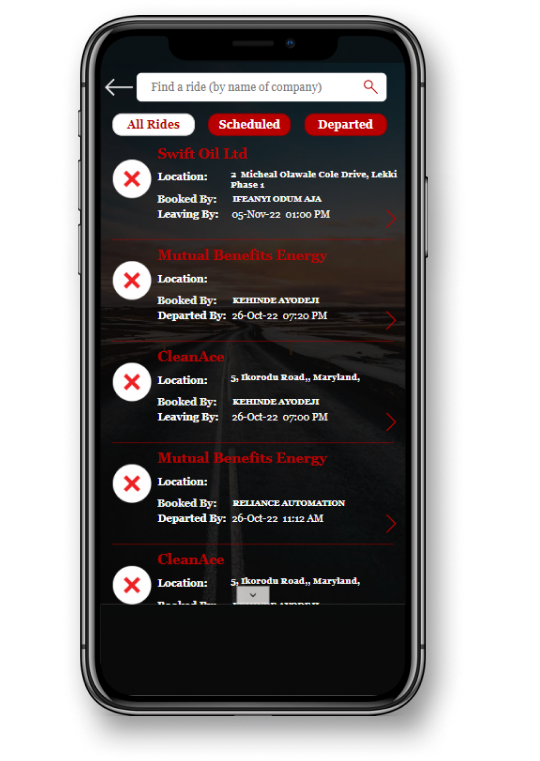 Find a ride (by name of company)
All Rides Scheduled Departed
Swift Oil Ltd
Location: 2 Micheal Olawale Cole Drive, Lekki
Phase 1
Booked By: IFEANYI ODUM AJA
Leaving By: 05-Nov-22 01:00 PM
Mutual Benefits Energy
Location:
Booked By: KEHINDE AYODEJI
Departed By: 26-Oct-22 07:20 PM
CleanAce
Location: 5, Ikorodu Road,, Maryland,
Booked By: KEHINDE AYODEJI
Leaving By: 26-Oct-22 07:00 PM
Mutual Benefits Energy
Location:
Booked By: RELIANCE AUTOMATION
Departed By: 26-Oct-22 11:12 AM
CleanAce
Location: 5, Ikorodu Road,, Maryland,
Booked By: